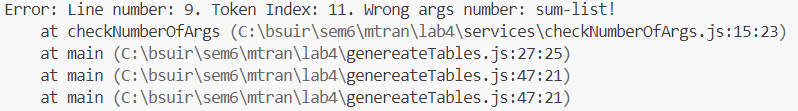 Error: Line number: 9. Token Index: 11. Wrong args number: sum-list!
at checkNumberOfArgs (C:\bsuir\sem6\mtran\lab4\services\checkNumberOfArgs.js:15:23)
at main (C:\bsuir\sem6\mtran\lab4\genereateTables.js:27:25)
at main (C:\bsuir\sem6\mtran\lab4\genereateTables.js:47:21)
at main (C:\bsuir\sem6\mtran\lab4\genereateTables.js:47:21)